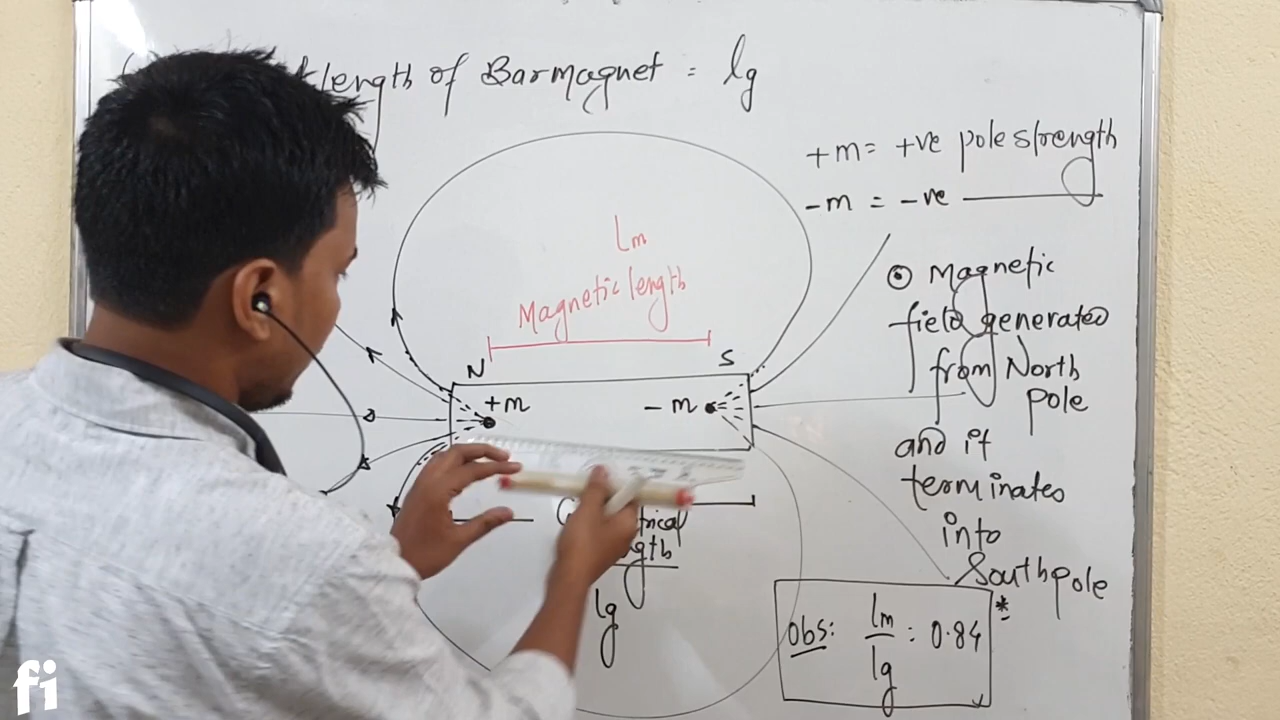 length of Barmagnet = lg
+m = +ve pole strength
-m = -ve
lm
Magnetic length
N
S
+m
-m
⊙ Magnetic
field generated
from North
pole
and it
terminates
into
South pole
*
lg
Obs: lm/lg = 0.84
fi